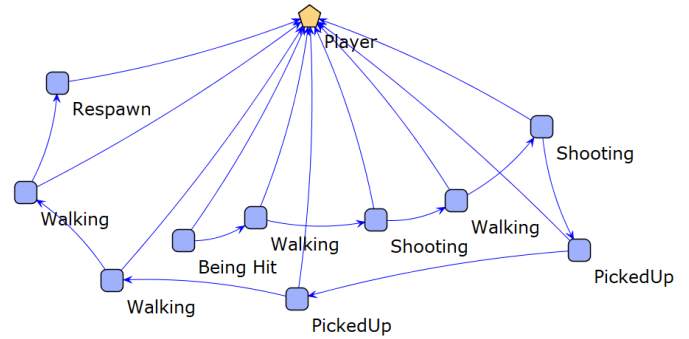 Player
Respawn
Shooting
Walking
Walking
Walking
Shooting
Being Hit
PickedUp
Walking
PickedUp